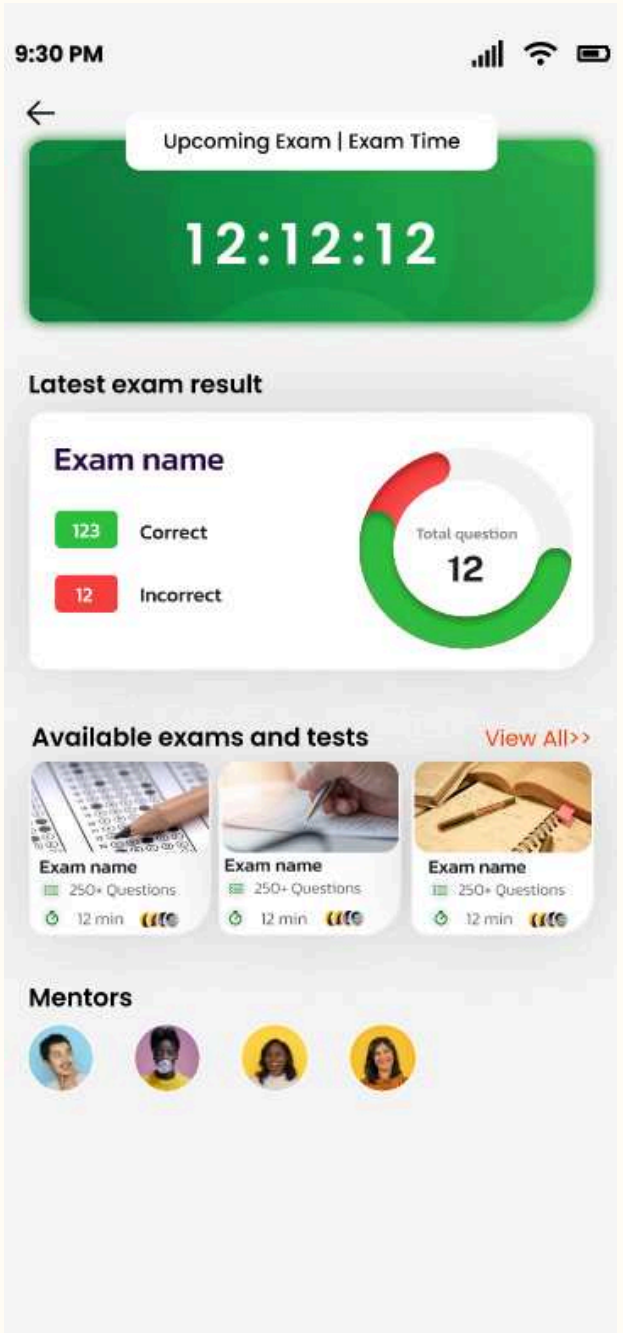 9:30 PM
Upcoming Exam | Exam Time
12:12:12
Latest exam result
Exam name
123 Correct
12 Incorrect
Total question
12
Available exams and tests View All>>
Exam name Exam name Exam name
250+ Questions 250+ Questions 250+ Questions
12 min 12 min 12 min
Mentors